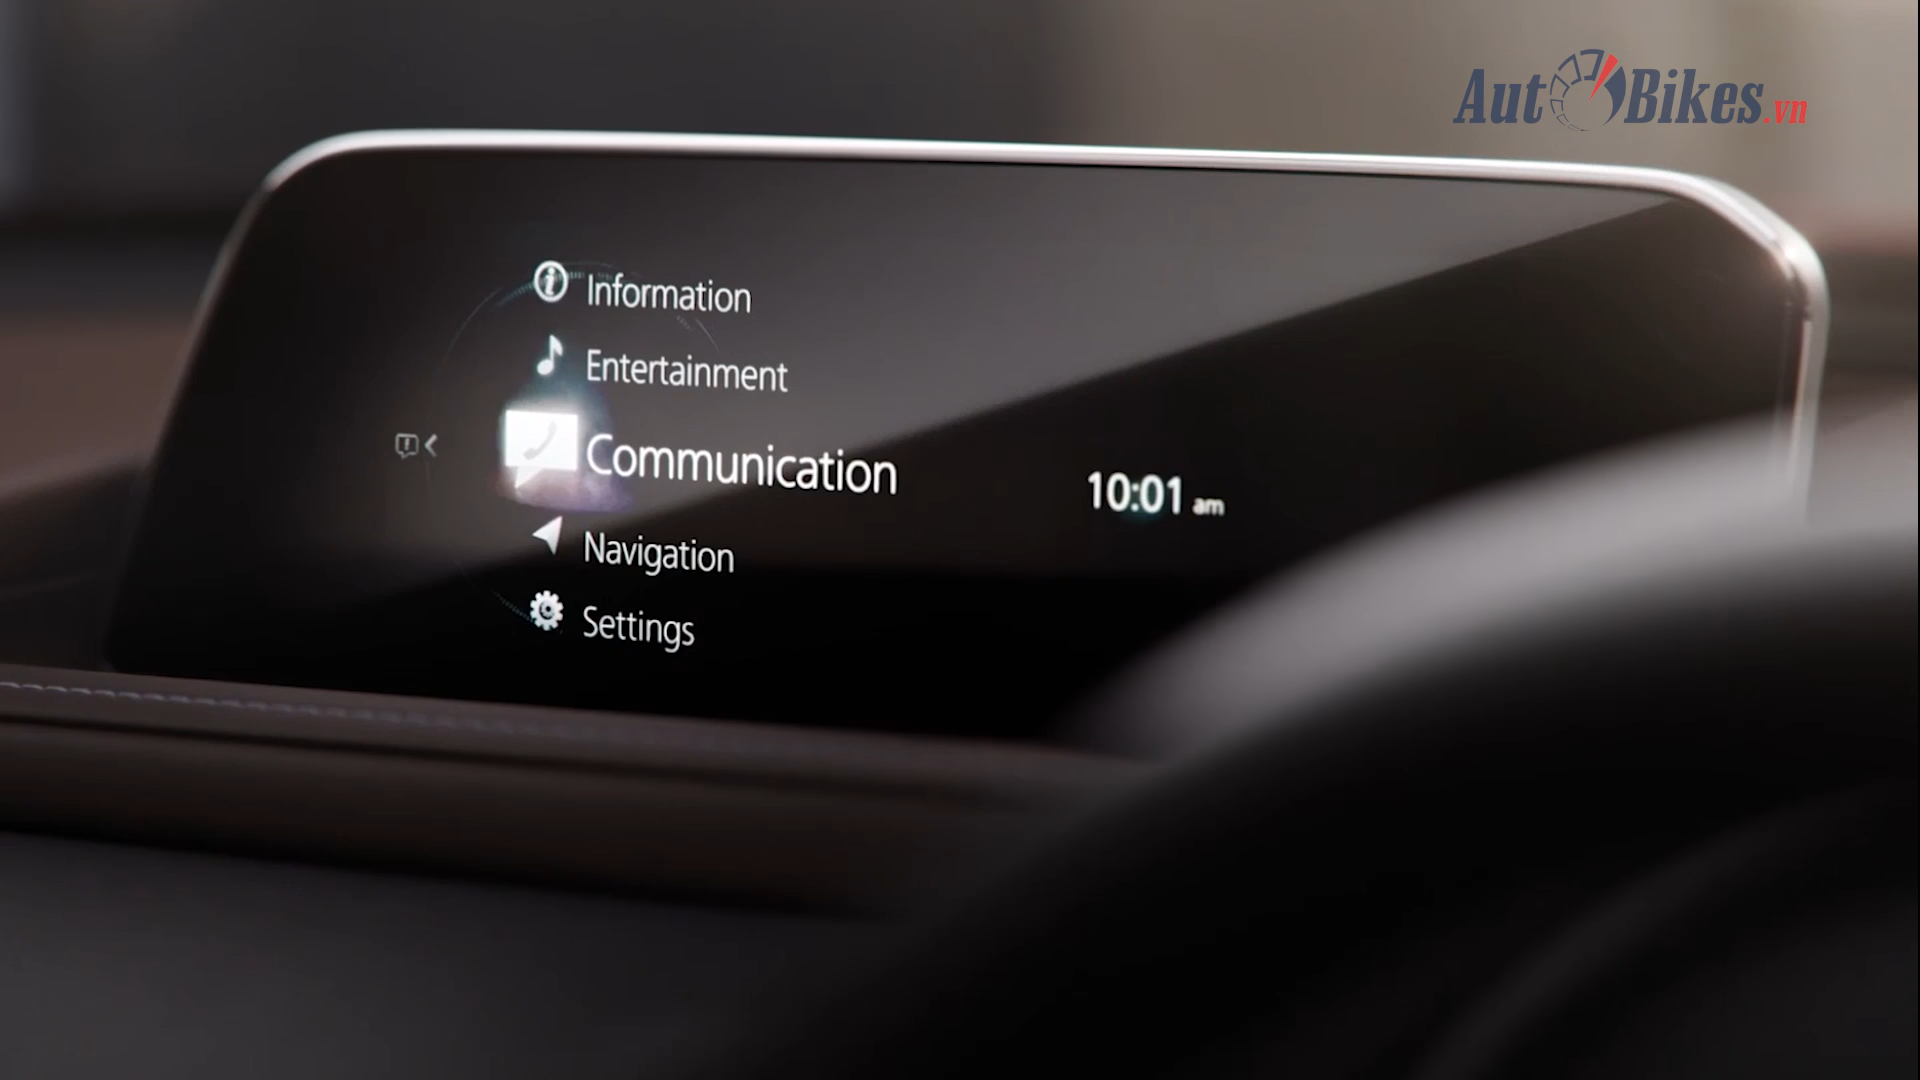 AutoBikes.vn
Information
Entertainment
Communication
10:01 am
Navigation
Settings